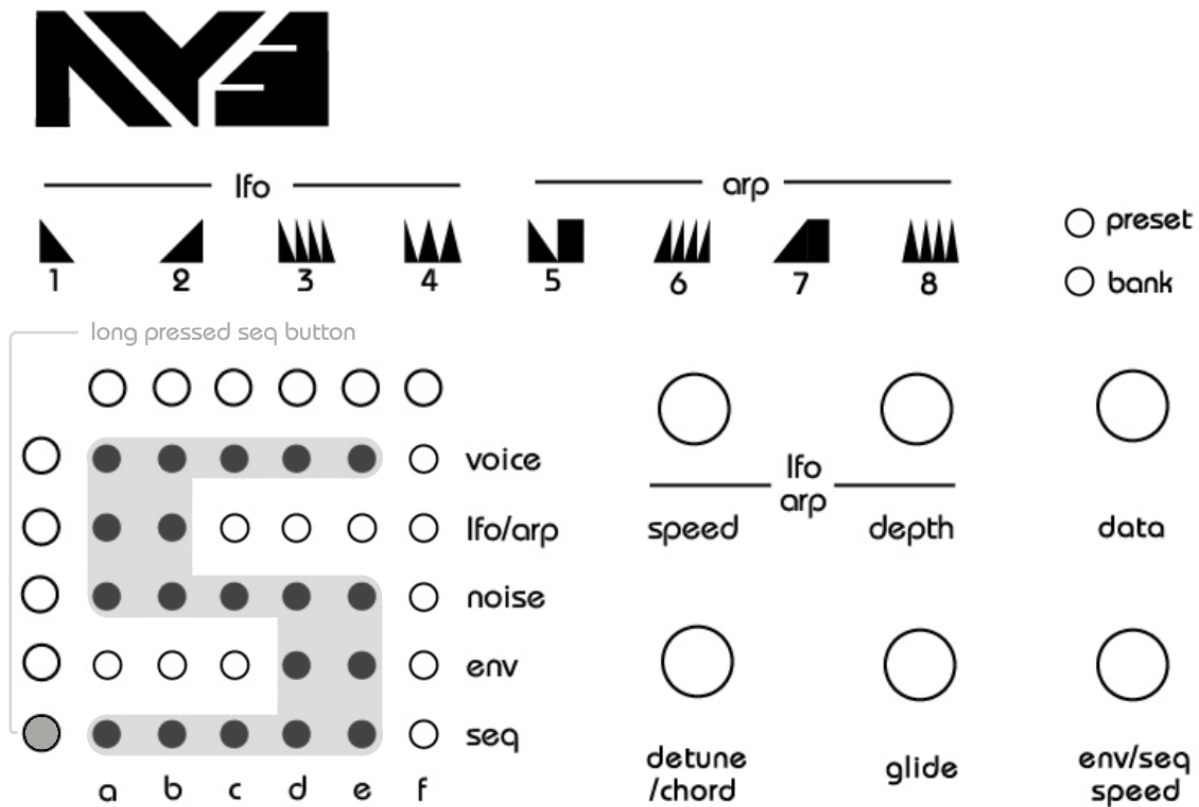 NYE
lfo
arp
1 2 3 4 5 6 7 8
preset
bank
long pressed seq button
voice
lfo/arp
noise
env
seq
a b c d e f
lfo
arp
speed
depth
data
detune
/chord
glide
env/seq
speed